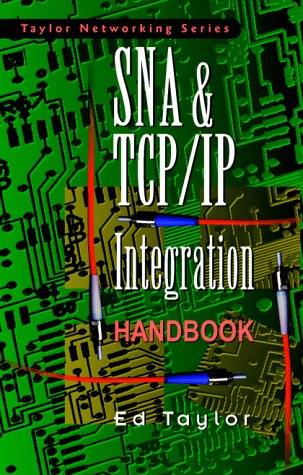 Taylor Networking Series
SNA &
TCP/IP
Integration
HANDBOOK
Ed Taylor